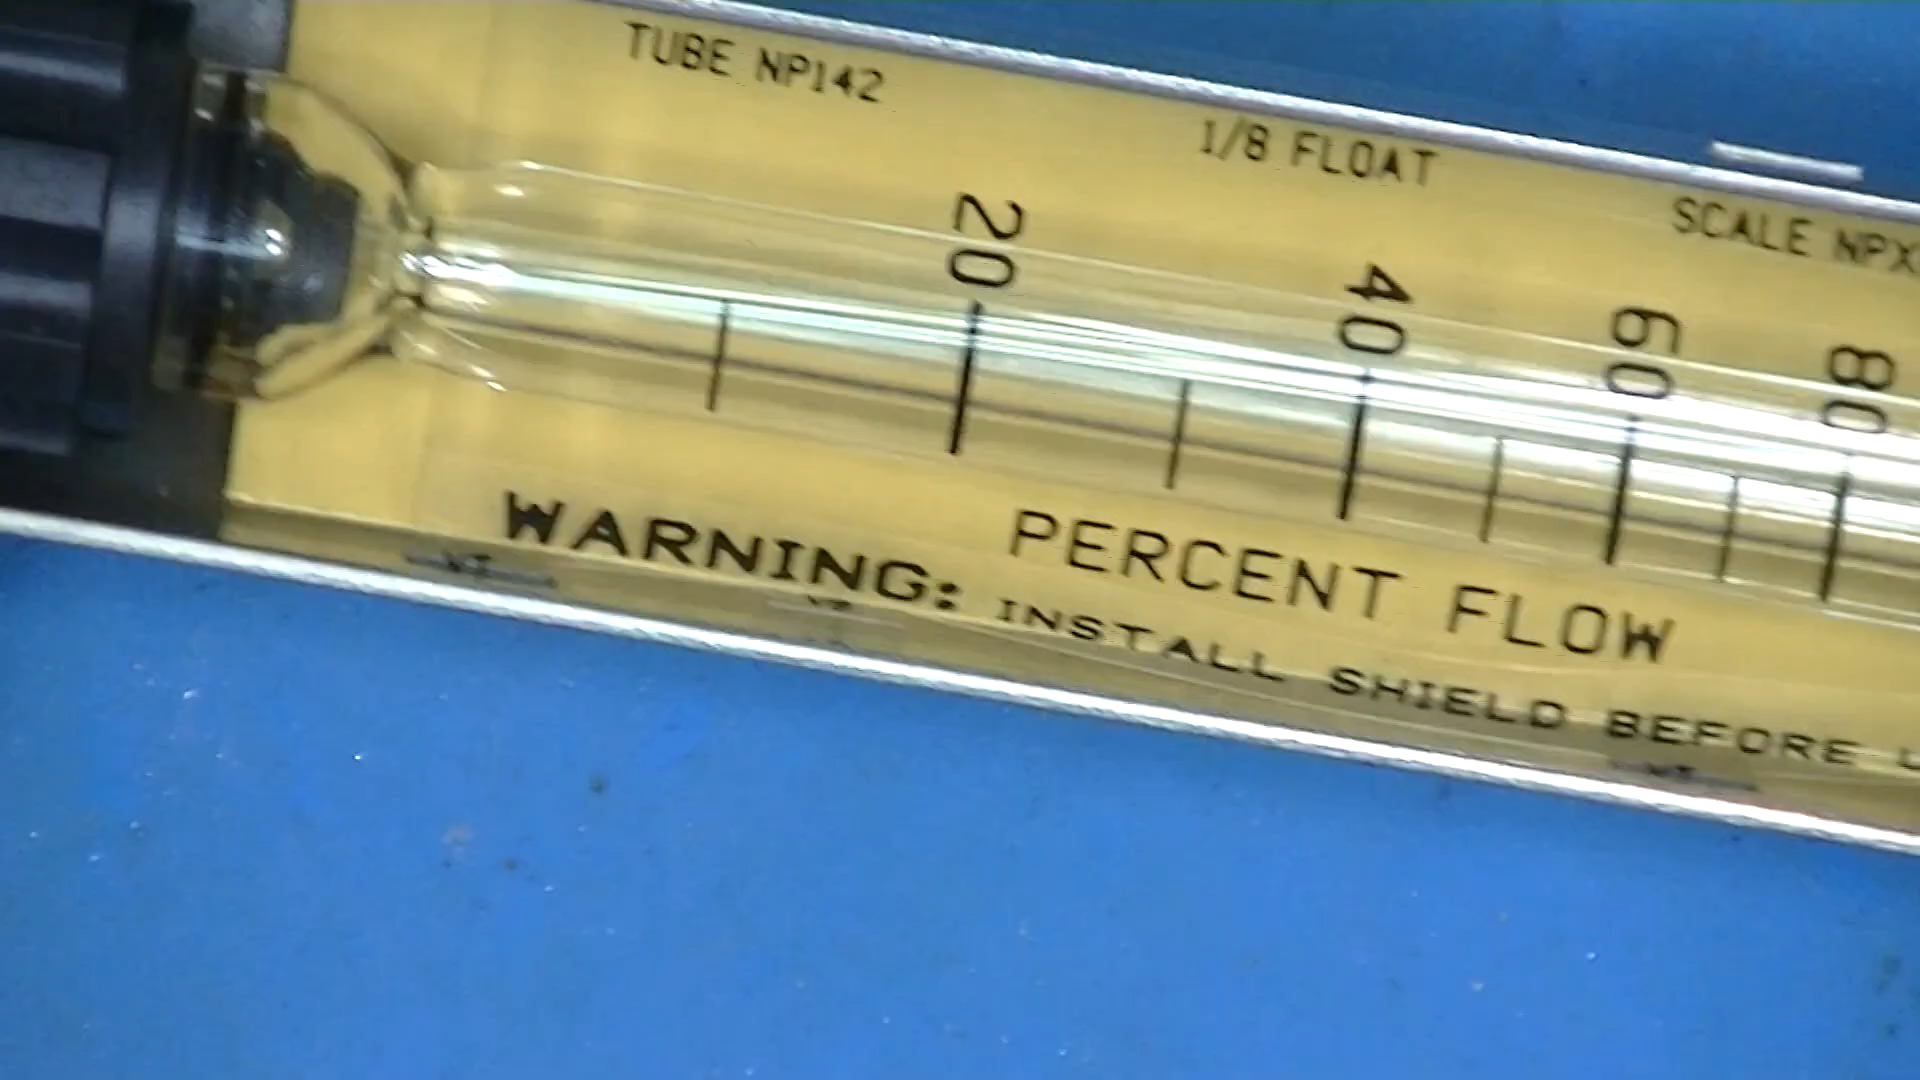 TUBE NP142
1/8 FLOAT
SCALE
20
40
60
80
PERCENT FLOW
WARNING: INSTALL SHIELD BEFORE